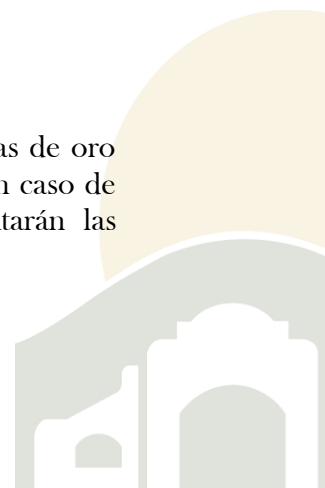 as de oro
n caso de
tarán las